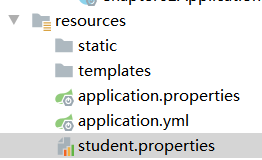 resources
static
templates
application.properties
application.yml
student.properties